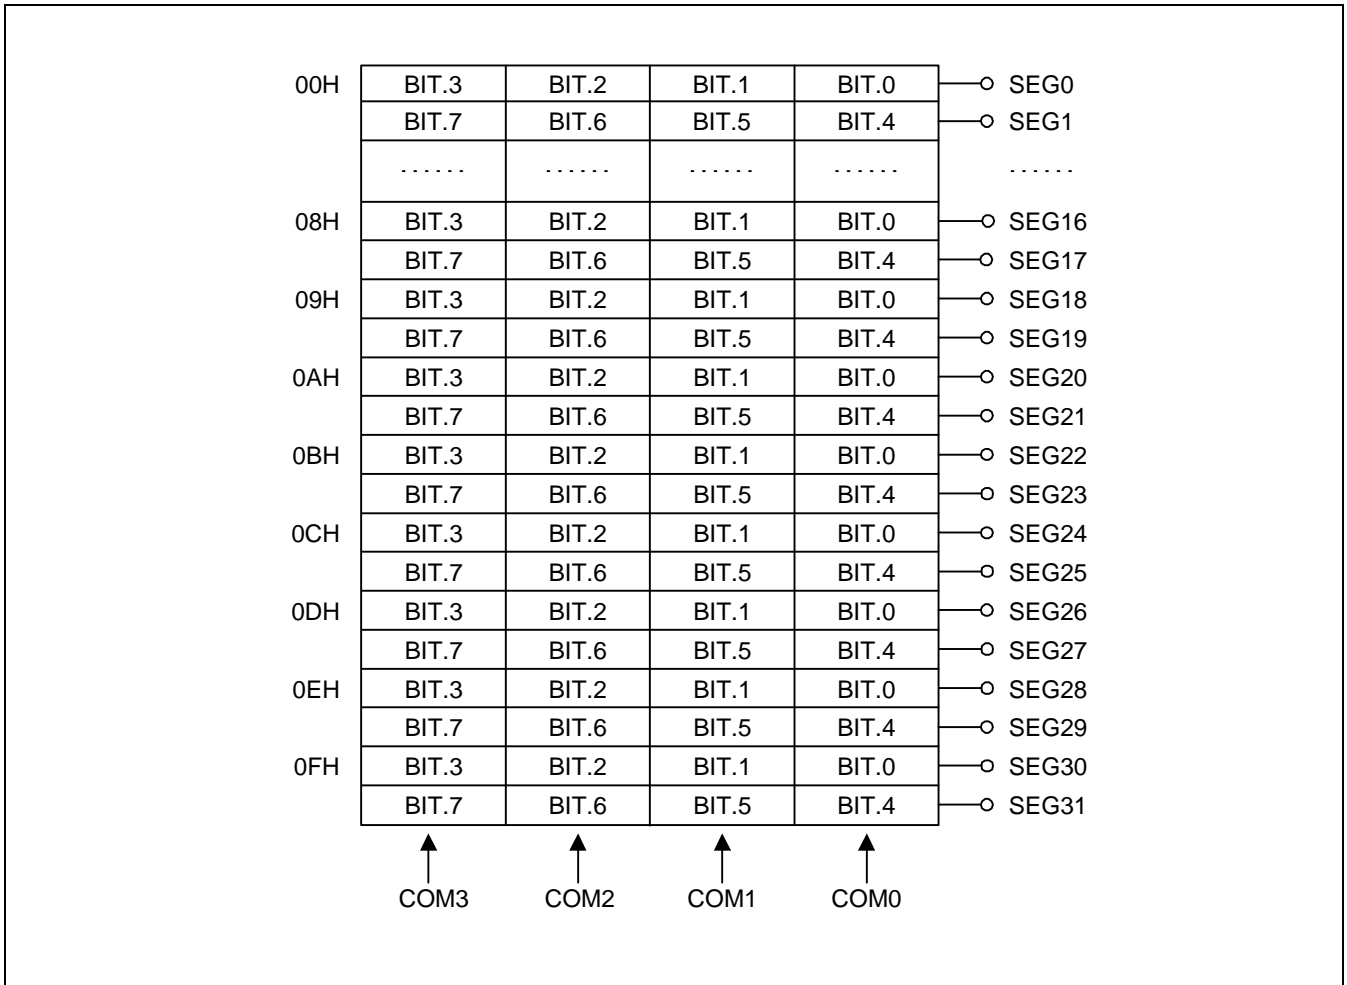 00H BIT.3 BIT.2 BIT.1 BIT.0 SEG0
BIT.7 BIT.6 BIT.5 BIT.4 SEG1
...... ...... ...... ...... ......
08H BIT.3 BIT.2 BIT.1 BIT.0 SEG16
BIT.7 BIT.6 BIT.5 BIT.4 SEG17
09H BIT.3 BIT.2 BIT.1 BIT.0 SEG18
BIT.7 BIT.6 BIT.5 BIT.4 SEG19
0AH BIT.3 BIT.2 BIT.1 BIT.0 SEG20
BIT.7 BIT.6 BIT.5 BIT.4 SEG21
0BH BIT.3 BIT.2 BIT.1 BIT.0 SEG22
BIT.7 BIT.6 BIT.5 BIT.4 SEG23
0CH BIT.3 BIT.2 BIT.1 BIT.0 SEG24
BIT.7 BIT.6 BIT.5 BIT.4 SEG25
0DH BIT.3 BIT.2 BIT.1 BIT.0 SEG26
BIT.7 BIT.6 BIT.5 BIT.4 SEG27
0EH BIT.3 BIT.2 BIT.1 BIT.0 SEG28
BIT.7 BIT.6 BIT.5 BIT.4 SEG29
0FH BIT.3 BIT.2 BIT.1 BIT.0 SEG30
BIT.7 BIT.6 BIT.5 BIT.4 SEG31
COM3 COM2 COM1 COM0